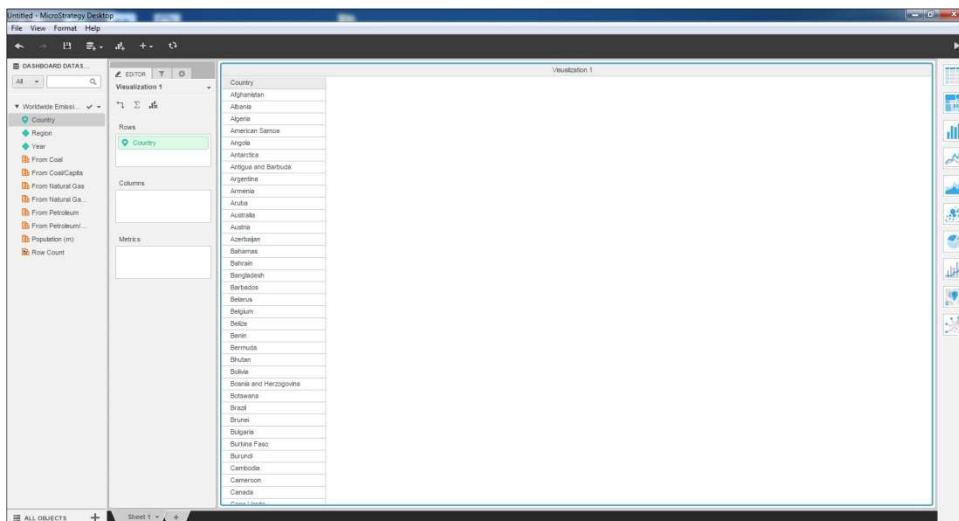 Untitled - MicroStrategy Desktop
File View Format Help
DASHBOARD DATAS...
All
Worldwide Emissi...
Country
Region
Year
From Coal
From Coal/Capita
From Natural Gas
From Natural Ga...
From Petroleum
From Petroleum/...
Population (m)
Row Count
ALL OBJECTS
EDITOR
Visualization 1
Rows
Country
Columns
Metrics
Visualization 1
Country
Afghanistan
Albania
Algeria
American Samoa
Angola
Antarctica
Antigua and Barbuda
Argentina
Armenia
Aruba
Australia
Austria
Azerbaijan
Bahamas
Bahrain
Bangladesh
Barbados
Belarus
Belgium
Belize
Benin
Bermuda
Bhutan
Bolivia
Bosnia and Herzogovina
Botswana
Brazil
Brunei
Bulgaria
Burkina Faso
Burundi
Cambodia
Cameroon
Canada
Cape Verde
Sheet 1